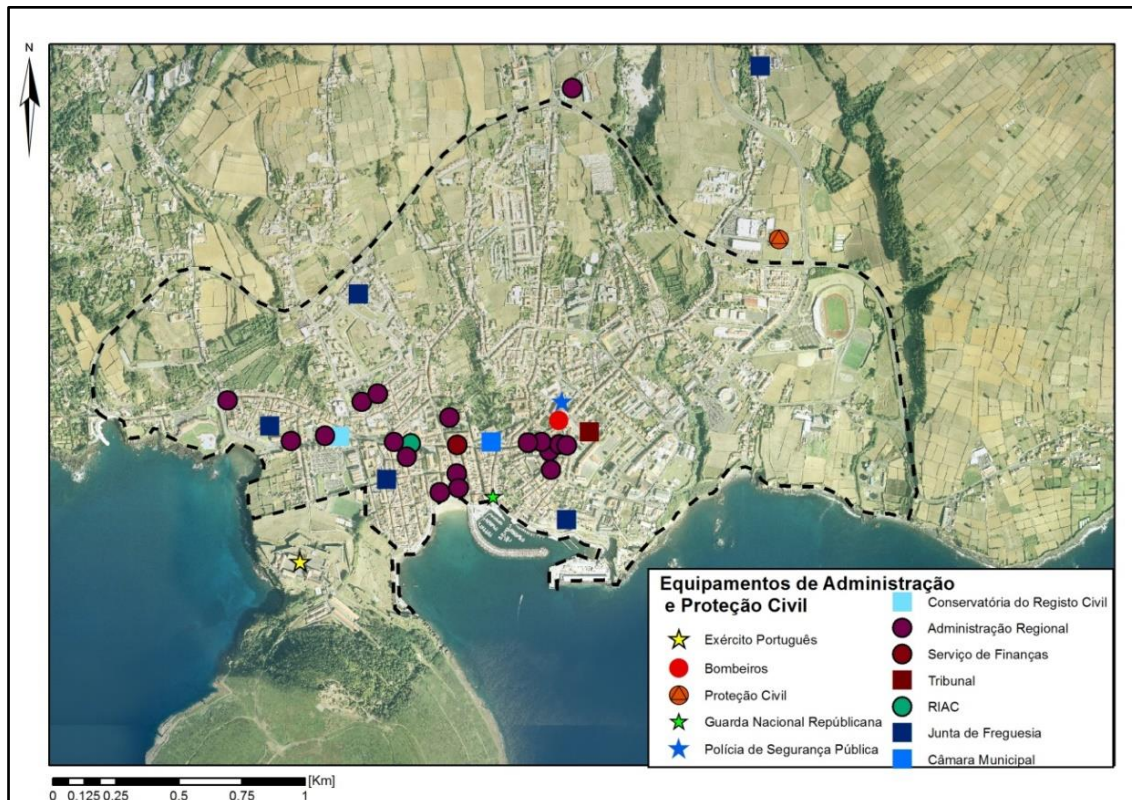 N
Equipamentos de Administração
e Proteção Civil
Exército Português
Bombeiros
Proteção Civil
Guarda Nacional Républicana
Polícia de Segurança Pública
Conservatória do Registo Civil
Administração Regional
Serviço de Finanças
Tribunal
RIAC
Junta de Freguesia
Câmara Municipal
[Km]
0 0.125 0.25 0.5 0.75 1